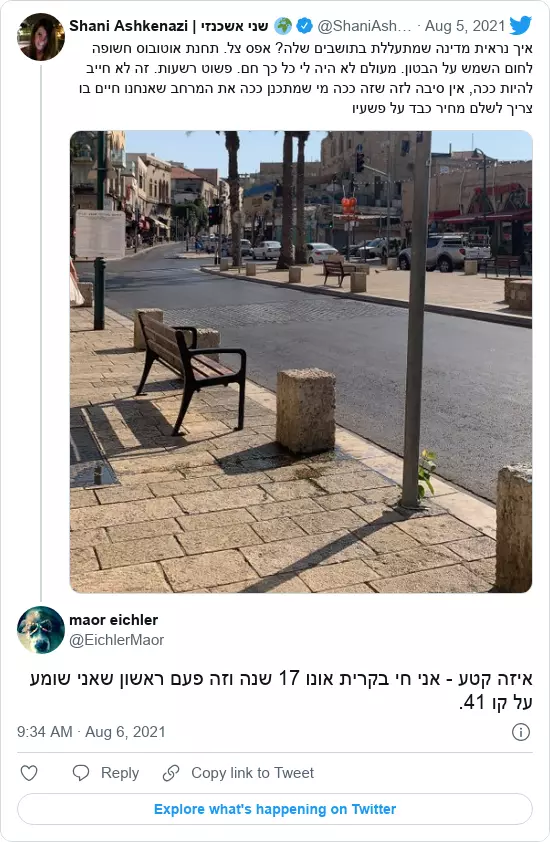 Shani Ashkenazi | שני אשכנזי 🌍 @ShaniAsh... · Aug 5, 2021
איך נראית מדינה שמתעללת בתושבים שלה? אפס צל. תחנת אוטובוס חשופה
לחום השמש על הבטון. מעולם לא היה לי כל כך חם. פשוט רשעות. זה לא חייב
להיות ככה, אין סיבה לזה שזה ככה מי שמתכנן ככה את המרחב שאנחנו חיים בו
צריך לשלם מחיר כבד על פשעיו
maor eichler
@EichlerMaor
איזה קטע - אני חי בקרית אונו 17 שנה וזה פעם ראשון שאני שומע
על קו 41.
9:34 AM · Aug 6, 2021
Reply
Copy link to Tweet
Explore what's happening on Twitter